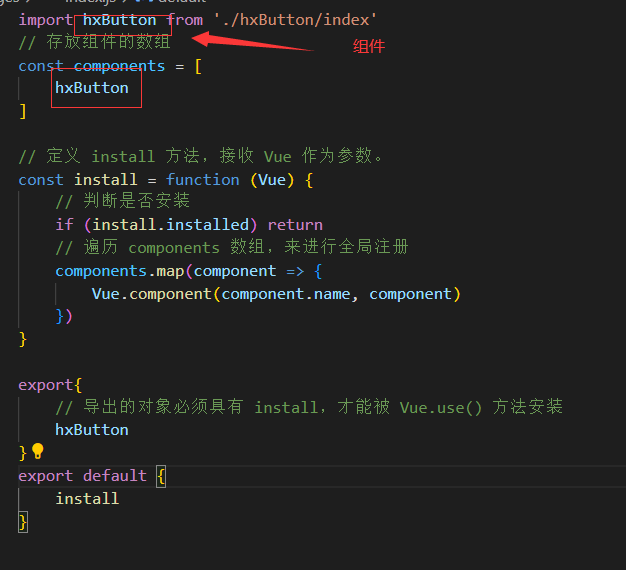 import hxButton from './hxButton/index'
// 存放组件的数组
组件
const components = [
hxButton
]
// 定义 install 方法，接收 Vue 作为参数。
const install = function (Vue) {
// 判断是否安装
if (install.installed) return
// 遍历 components 数组，来进行全局注册
components.map(component => {
Vue.component(component.name, component)
})
}
export{
// 导出的对象必须具有 install，才能被 Vue.use() 方法安装
hxButton
}
export default {
install
}